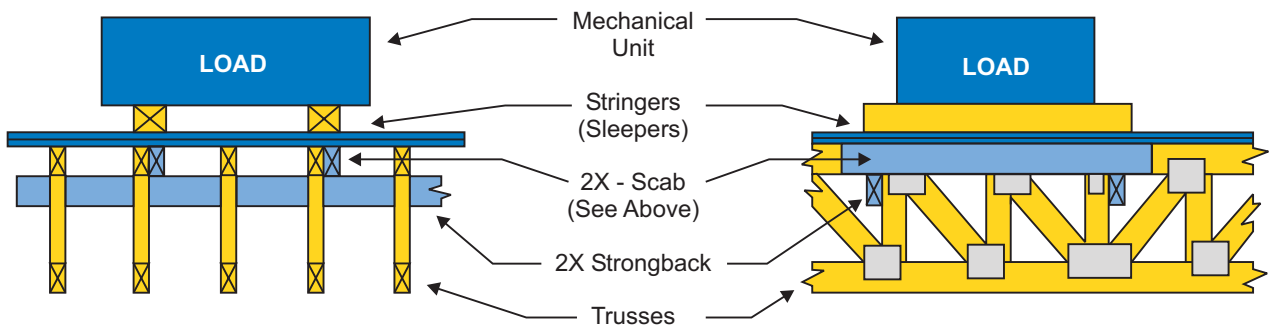 LOAD
Mechanical
Unit
LOAD
Stringers
(Sleepers)
2X - Scab
(See Above)
2X Strongback
Trusses